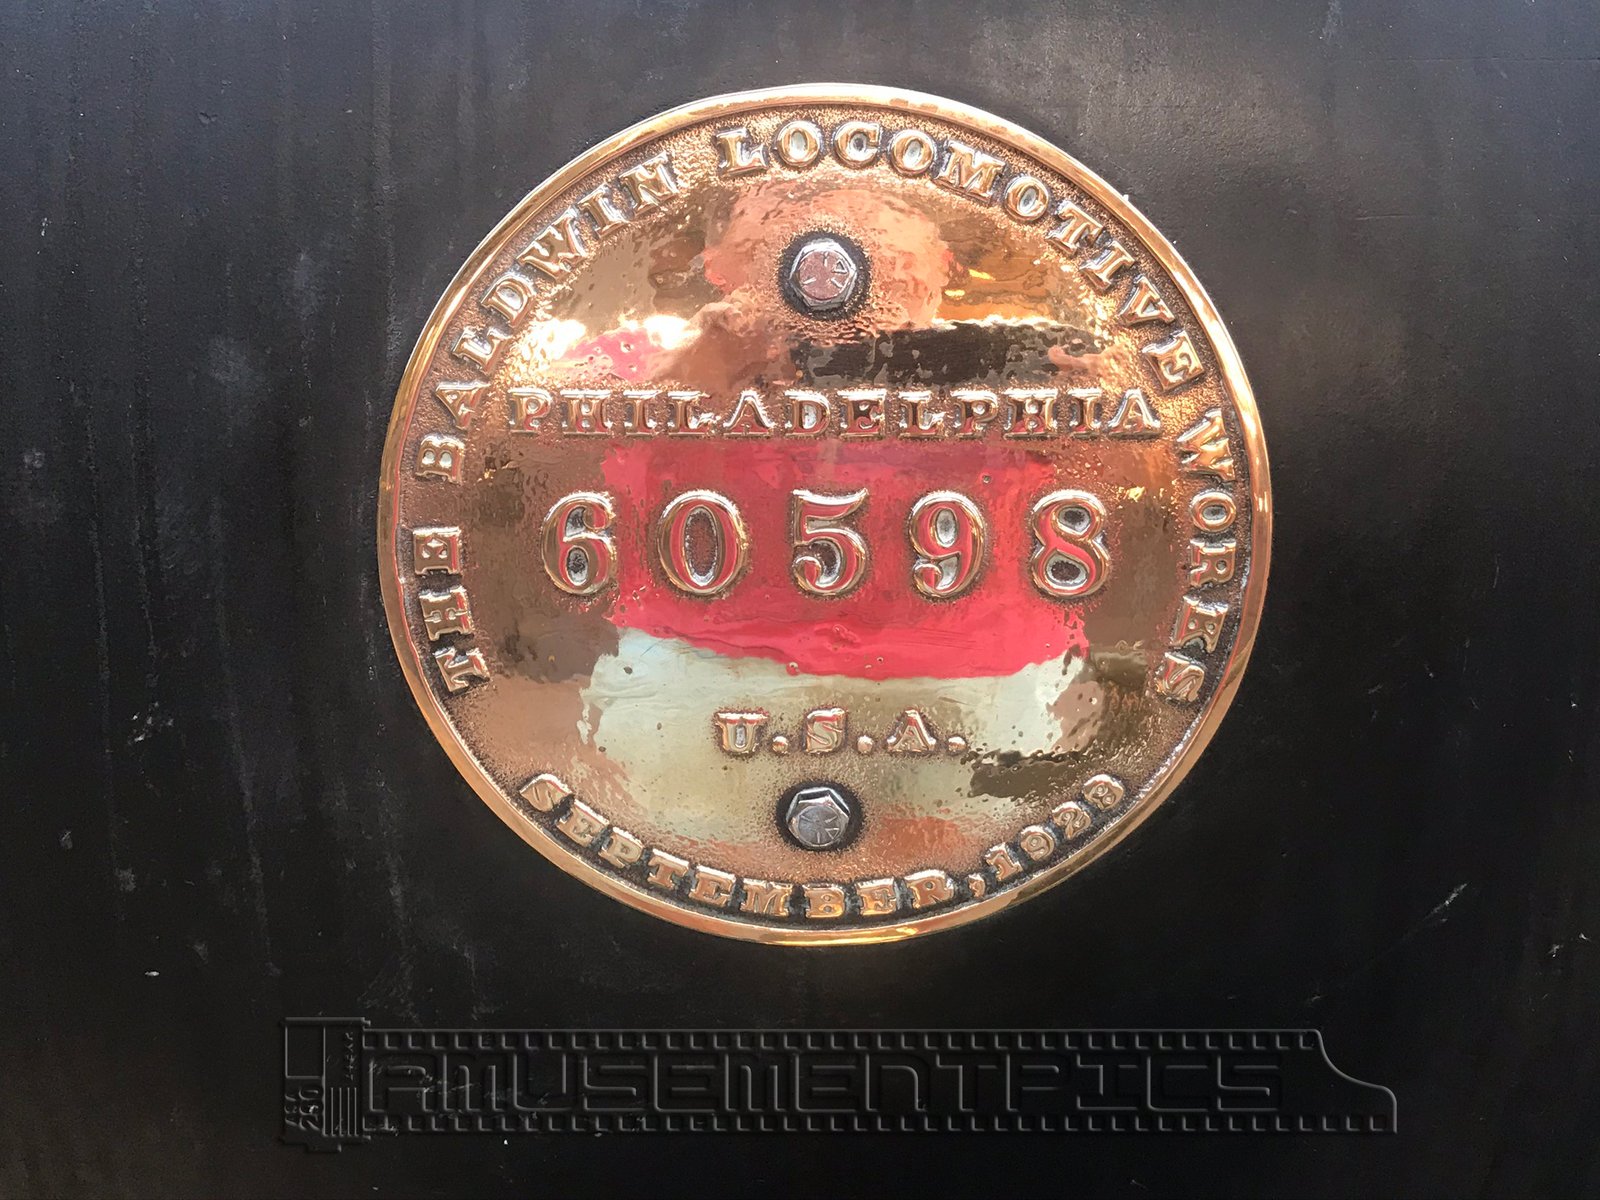 THE BALDWIN LOCOMOTIVE WORKS
PHILADELPHIA
60598
U.S.A.
SEPTEMBER, 1928
AMUSEMENTPICS